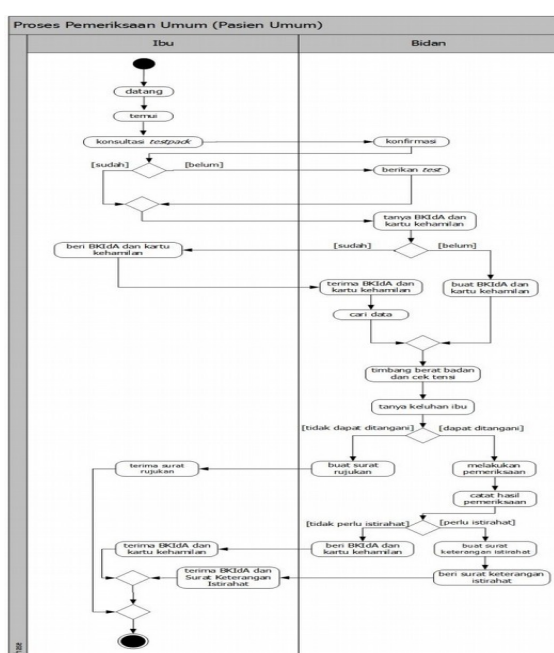 Proses Pemeriksaan Umum (Pasien Umum)
Ibu
Bidan
datang
temui
konsultasi testpack
konfirmasi
[sudah]
[belum]
berikan test
tanya BKIdA dan
kartu kehamilan
[sudah]
[belum]
beri BKIdA dan kartu
kehamilan
terima BKIdA dan
kartu kehamilan
buat BKIdA dan
kartu kehamilan
cari data
timbang berat badan
dan cek tensi
tanya keluhan ibu
[tidak dapat ditangani]
[dapat ditangani]
terima surat
rujukan
buat surat
rujukan
melakukan
pemeriksaan
catat hasil
pemeriksaan
[tidak perlu istirahat]
[perlu istirahat]
terima BKIdA dan
kartu kehamilan
beri BKIdA dan
kartu kehamilan
buat surat
keterangan istirahat
terima BKIdA dan
Surat Keterangan
Istirahat
beri surat keterangan
istirahat